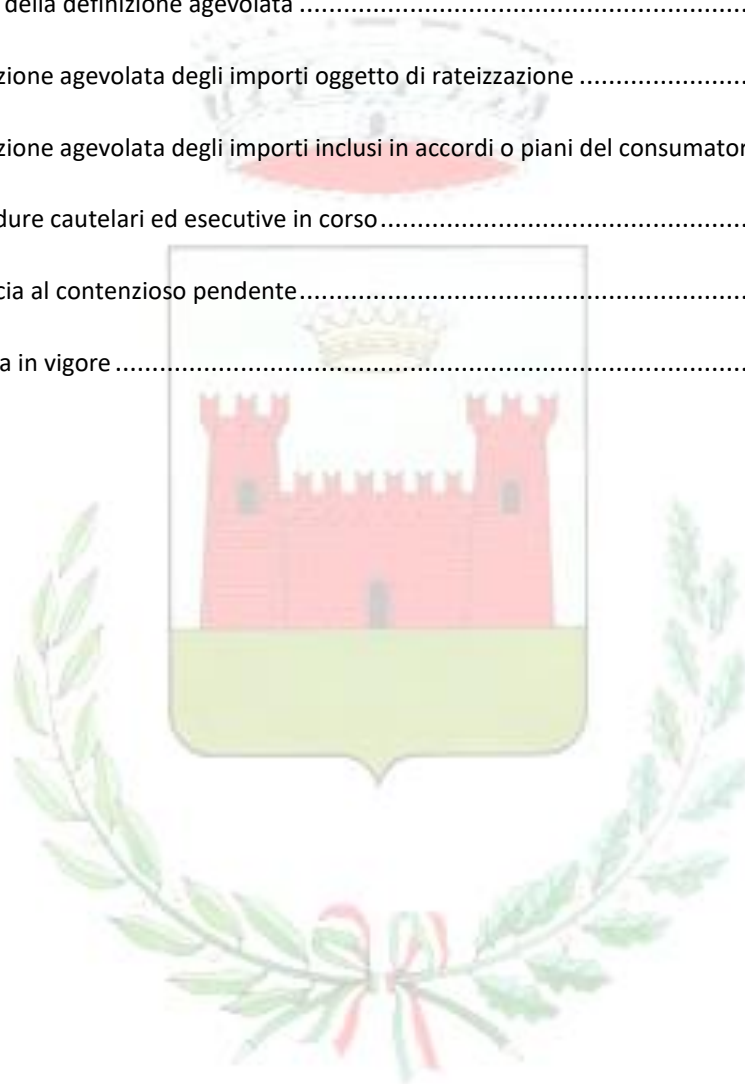 della definizione agevolata ..........................................................
zione agevolata degli importi oggetto di rateizzazione ......................
zione agevolata degli importi inclusi in accordi o piani del consumator
dure cautelari ed esecutive in corso..................................................
cia al contenzioso pendente............................................................
a in vigore ........................................................................................